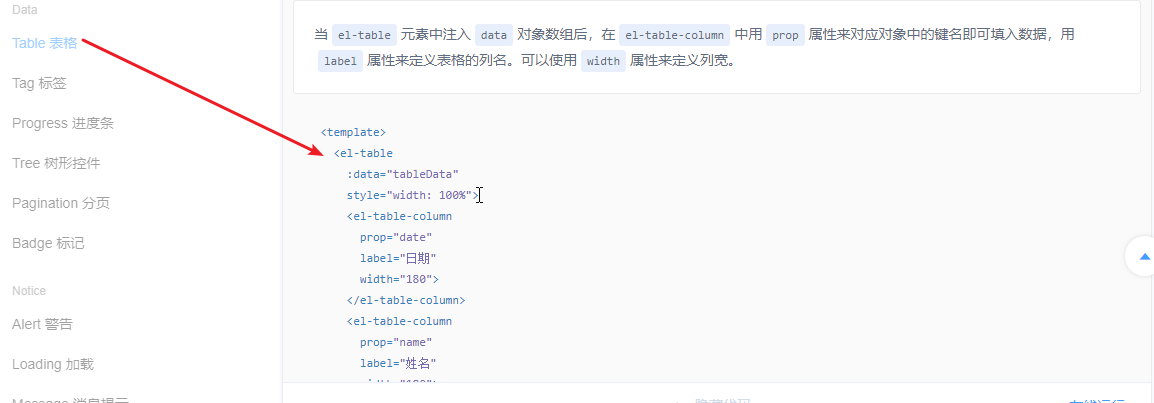 Data
Table 表格
Tag 标签
Progress 进度条
Tree 树形控件
Pagination 分页
Badge 标记
Notice
Alert 警告
Loading 加载
当 el-table 元素中注入 data 对象数组后，在 el-table-column 中用 prop 属性来对应对象中的键名即可填入数据，用
label 属性来定义表格的列名。可以使用 width 属性来定义列宽。
<template>
<el-table
:data="tableData"
style="width: 100%">
<el-table-column
prop="date"
label="日期"
width="180">
</el-table-column>
<el-table-column
prop="name"
label="姓名"